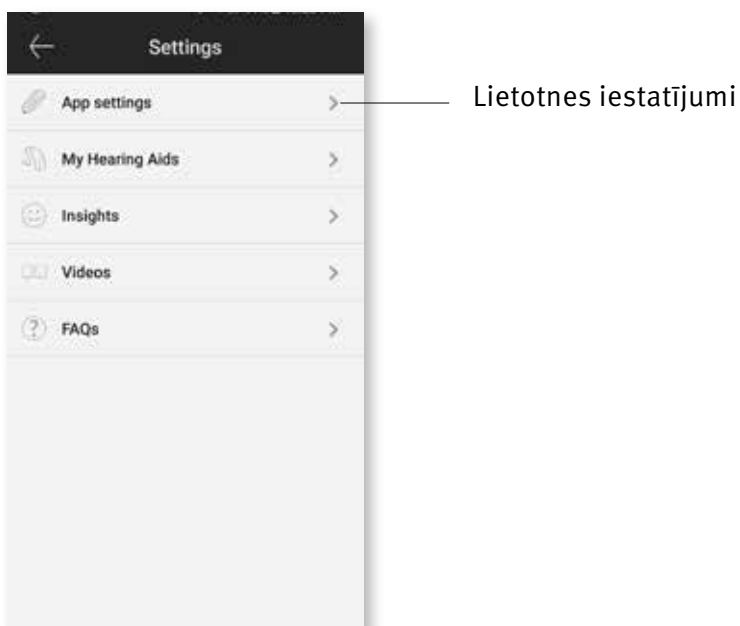 Settings
App settings
Lietotnes iestatījumi
My Hearing Aids
Insights
Videos
FAQs